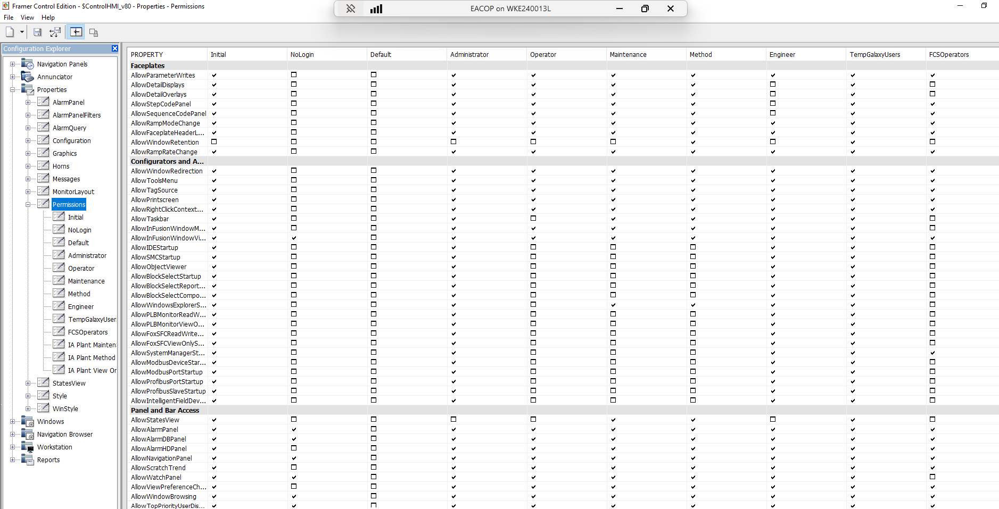 Framer Control Edition - $ControlHMI_v80 - Properties - Permissions
EACOP on WKE240013L
File View Help
Configuration Explorer
Navigation Panels
Annunciator
Properties
AlarmPanel
AlarmPanelFilters
AlarmQuery
Configuration
Graphics
Horns
Messages
MonitorLayout
Permissions
Initial
NoLogin
Default
Administrator
Operator
Maintenance
Method
Engineer
TempGalaxyUser
FCSOperators
IA Plant Mainten
IA Plant Method
IA Plant View Or
StatesView
Style
WinStyle
Windows
Navigation Browser
Workstation
Reports
PROPERTY Initial NoLogin Default Administrator Operator Maintenance Method Engineer TempGalaxyUsers FCSOperators
Faceplates
AllowParameterWrites
AllowDetailDisplays
AllowDetailOverlays
AllowStepCodePanel
AllowSequenceCodePanel
AllowRampModeChange
AllowFaceplateHeaderL...
AllowWindowRetention
AllowRampRateChange
Configurators and A...
AllowWindowRedirection
AllowToolsMenu
AllowTagSource
AllowPrintscreen
AllowRightClickContext...
AllowTaskbar
AllowInFusionWindowM...
AllowInFusionWindowVi...
AllowIDEStartup
AllowSMCStartup
AllowObjectViewer
AllowBlockSelectStartup
AllowBlockSelectReport...
AllowBlockSelectCompo...
AllowWindowsExplorerS...
AllowPLBMonitorReadW...
AllowPLBMonitorViewO...
AllowFoxSFCReadWrite...
AllowFoxSFCViewOnlyS...
AllowSystemManagerSt...
AllowModbusDeviceStar...
AllowModbusPortStartup
AllowProfibusPortStartup
AllowProfibusSlaveStartup
AllowIntelligentFieldDev...
Panel and Bar Access
AllowStatesView
AllowAlarmPanel
AllowAlarmDBPanel
AllowAlarmHDPanel
AllowNavigationPanel
AllowScratchTrend
AllowWatchPanel
AllowViewPreferenceCh...
AllowWindowBrowsing
AllowTopPriorityUserDis...